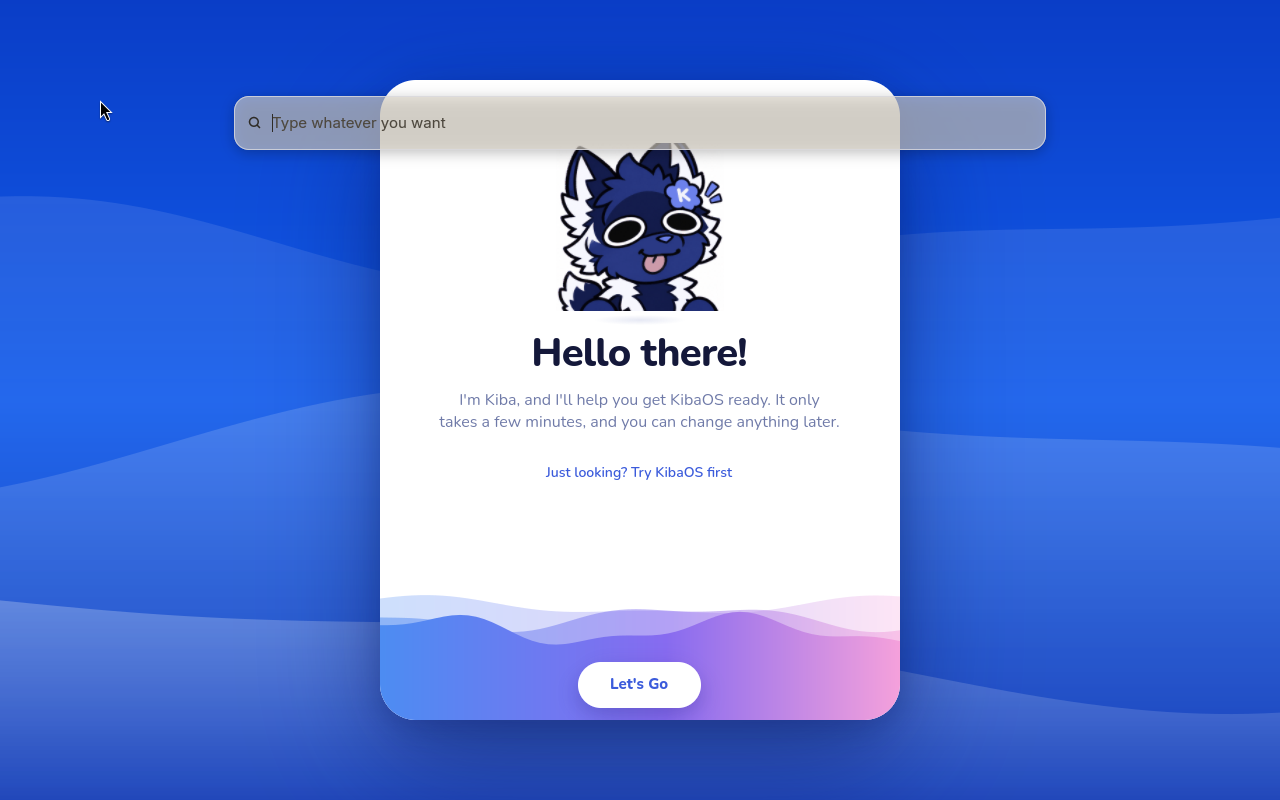 Type whatever you want
K
Hello there!
I'm Kiba, and I'll help you get KibaOS ready. It only
takes a few minutes, and you can change anything later.
Just looking? Try KibaOS first
Let's Go